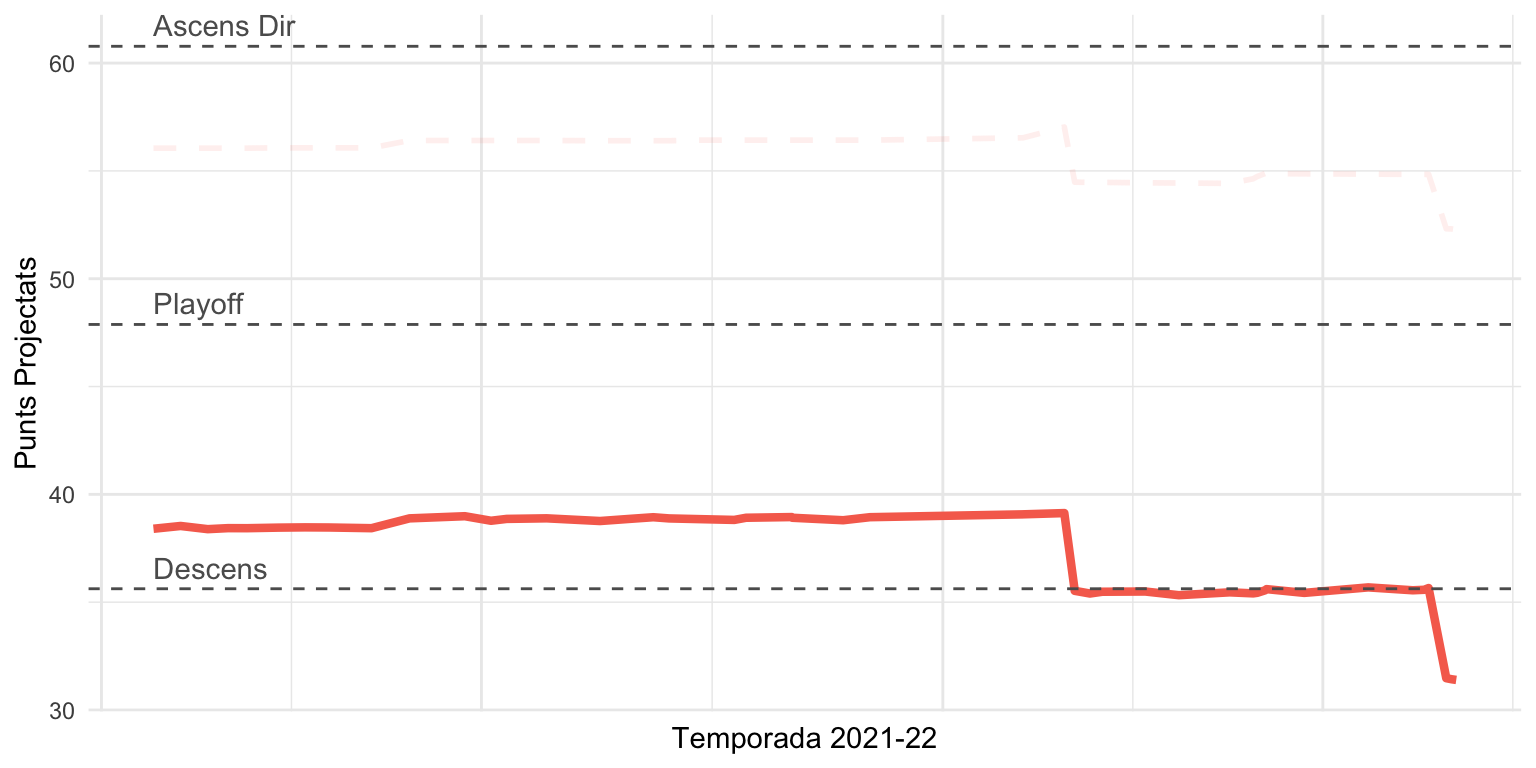 Ascens Dir
60
50
Playoff
40
Descens
30
Punts Projectats
Temporada 2021-22